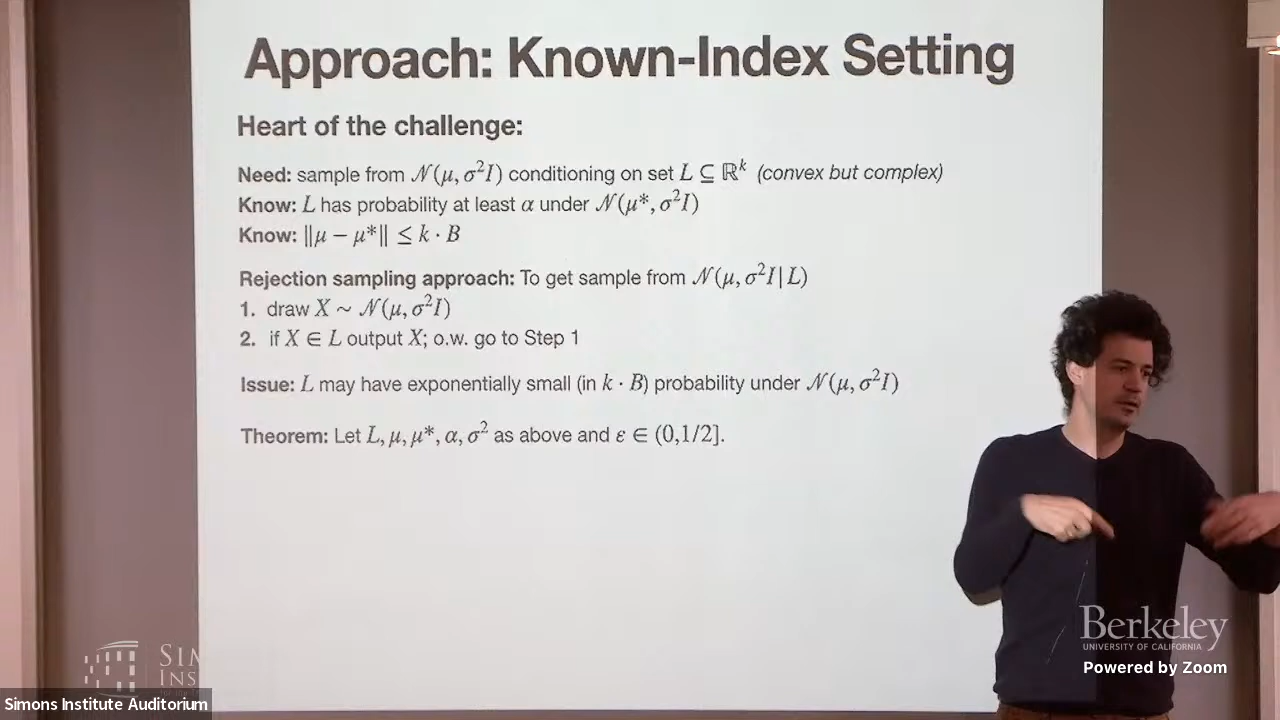 Approach: Known-Index Setting
Heart of the challenge:
Need: sample from 𝒩(μ, σ²I) conditioning on set L ⊆ ℝᵏ (convex but complex)
Know: L has probability at least α under 𝒩(μ*, σ²I)
Know: ‖μ − μ*‖ ≤ k · B
Rejection sampling approach: To get sample from 𝒩(μ, σ²I | L)
1. draw X ~ 𝒩(μ, σ²I)
2. if X ∈ L output X; o.w. go to Step 1
Issue: L may have exponentially small (in k · B) probability under 𝒩(μ, σ²I)
Theorem: Let L, μ, μ*, α, σ² as above and ε ∈ (0,1/2].
Berkeley
UNIVERSITY OF CALIFORNIA
Powered by Zoom
Simons Institute Auditorium